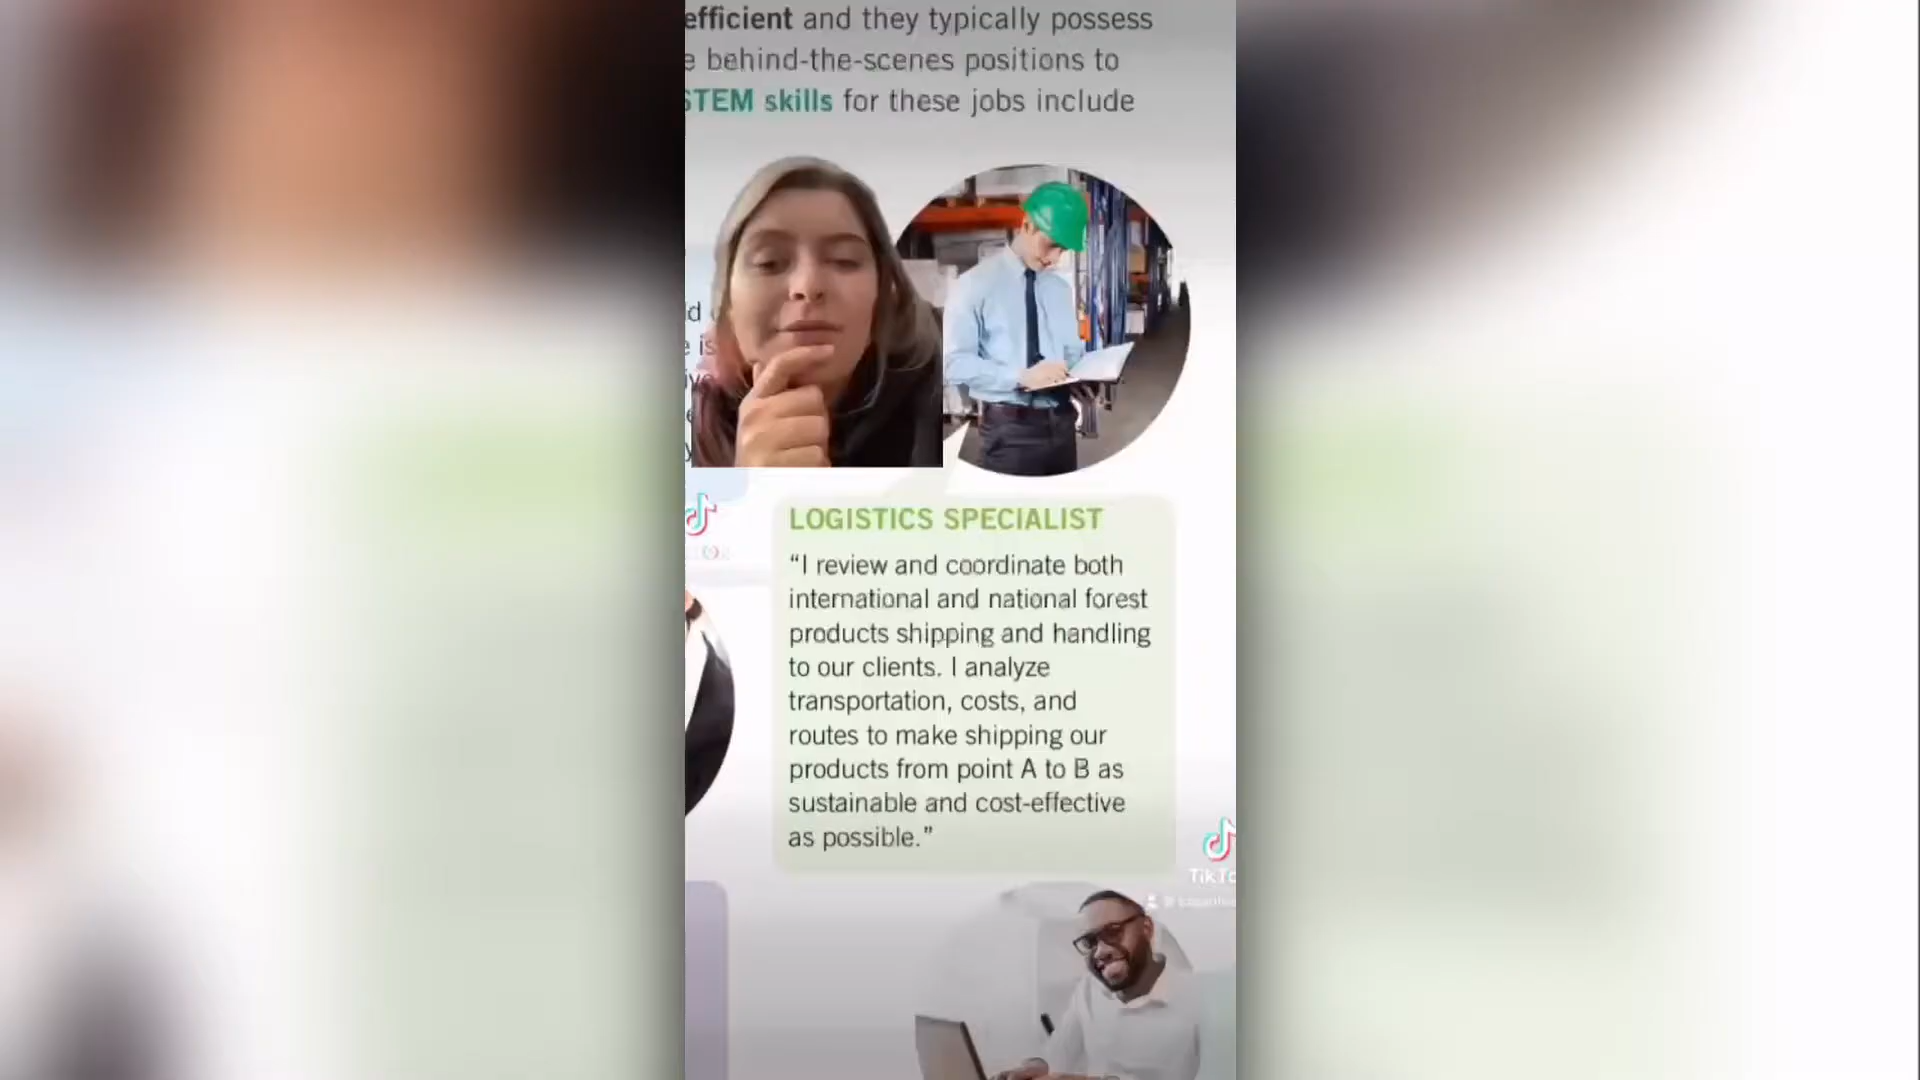 efficient and they typically possess
e behind-the-scenes positions to
STEM skills for these jobs include
LOGISTICS SPECIALIST
“I review and coordinate both
international and national forest
products shipping and handling
to our clients. I analyze
transportation, costs, and
routes to make shipping our
products from point A to B as
sustainable and cost-effective
as possible.”
TikTo